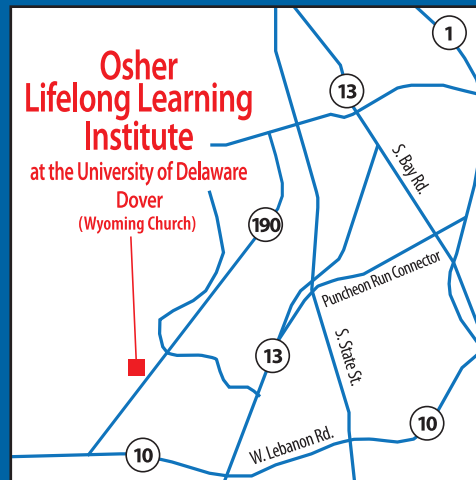 Osher
Lifelong Learning
Institute
at the University of Delaware
Dover
(Wyoming Church)
1
13
S. Bay Rd.
190
Puncheon Run Connector
13
S. State St.
10
W. Lebanon Rd.
10